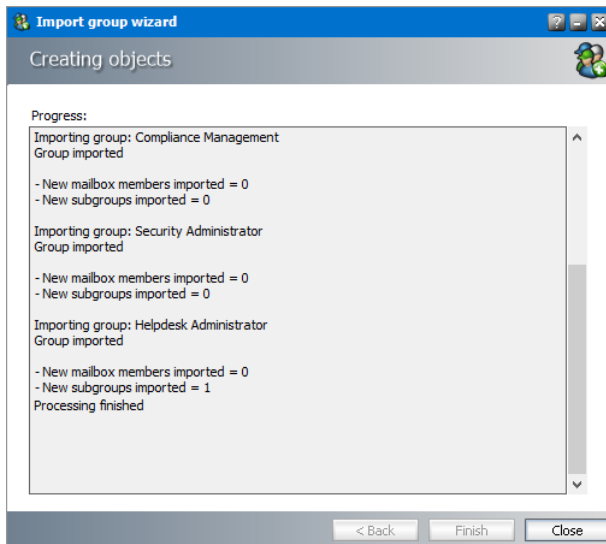 Import group wizard
Creating objects
Progress:
Importing group: Compliance Management
Group imported
- New mailbox members imported = 0
- New subgroups imported = 0
Importing group: Security Administrator
Group imported
- New mailbox members imported = 0
- New subgroups imported = 0
Importing group: Helpdesk Administrator
Group imported
- New mailbox members imported = 0
- New subgroups imported = 1
Processing finished
< Back Finish Close